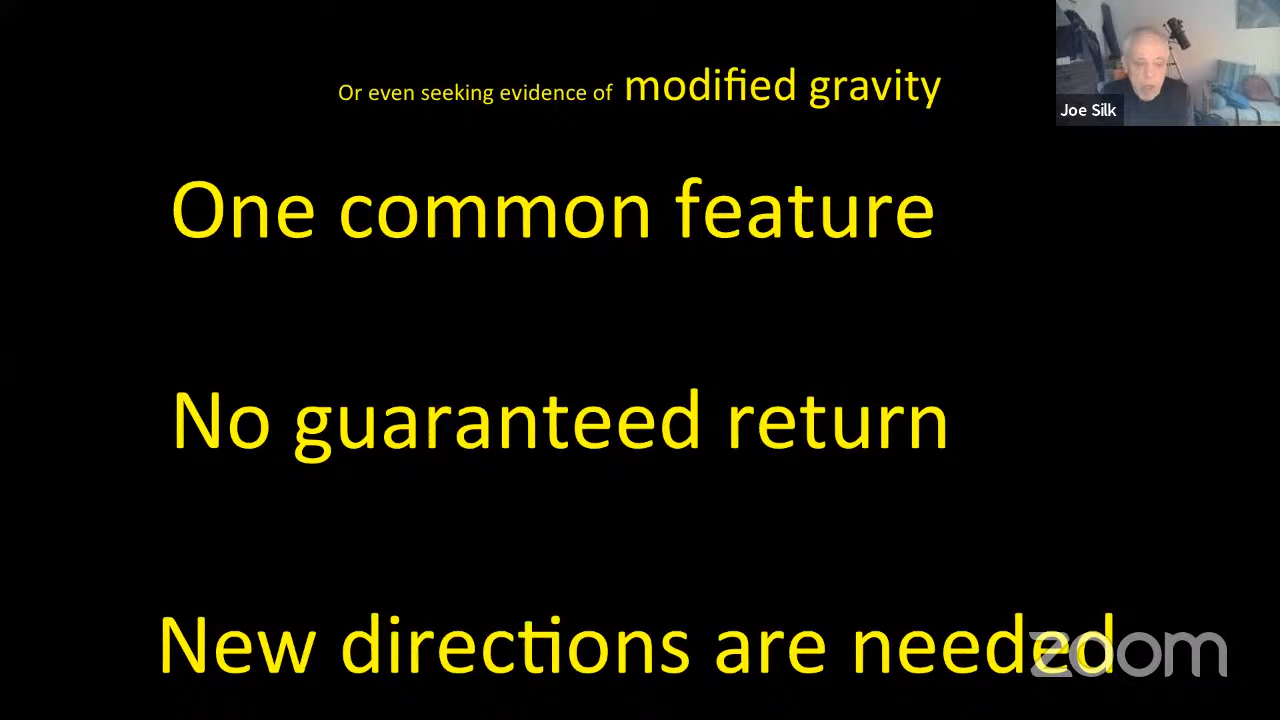 Or even seeking evidence of modified gravity
Joe Silk
One common feature
No guaranteed return
New directions are needed
zoom